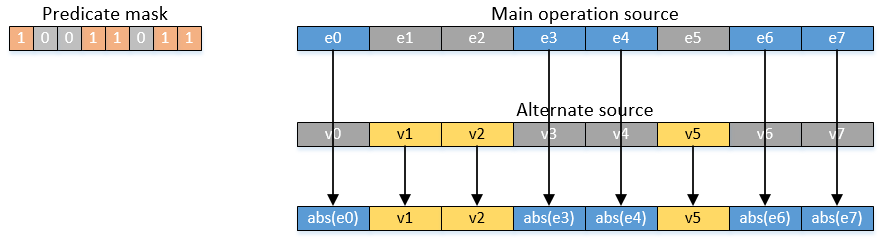 Predicate mask
1 0 0 1 1 0 1 1
Main operation source
e0 e1 e2 e3 e4 e5 e6 e7
Alternate source
v0 v1 v2 v3 v4 v5 v6 v7
abs(e0) v1 v2 abs(e3) abs(e4) v5 abs(e6) abs(e7)